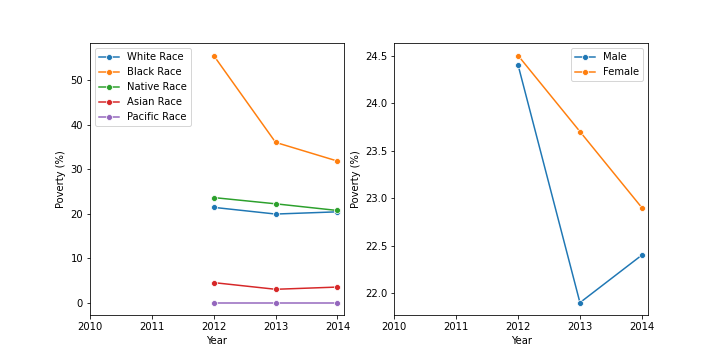 White Race
Black Race
Native Race
Asian Race
Pacific Race
50
40
30
20
10
0
Poverty (%)
2010 2011 2012 2013 2014
Year
Male
Female
24.5
24.0
23.5
23.0
22.5
22.0
Poverty (%)
2010 2011 2012 2013 2014
Year